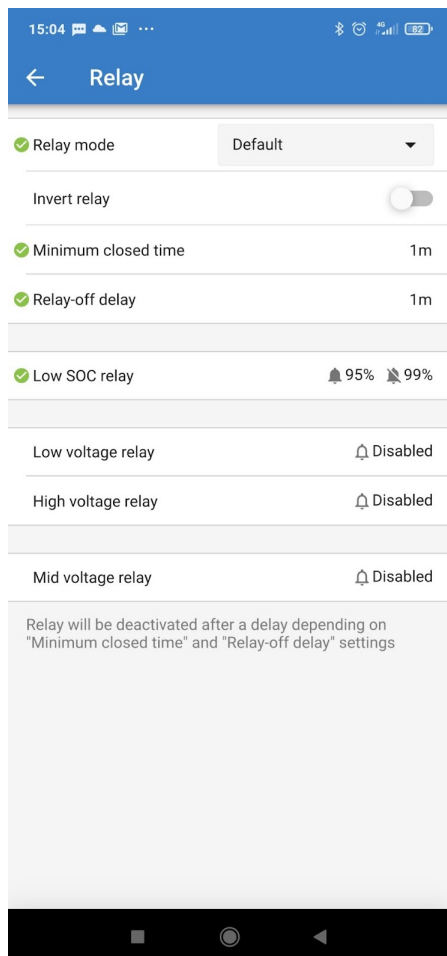 15:04 4G 82
Relay
Relay mode Default
Invert relay
Minimum closed time 1m
Relay-off delay 1m
Low SOC relay 95% 99%
Low voltage relay Disabled
High voltage relay Disabled
Mid voltage relay Disabled
Relay will be deactivated after a delay depending on
"Minimum closed time" and "Relay-off delay" settings